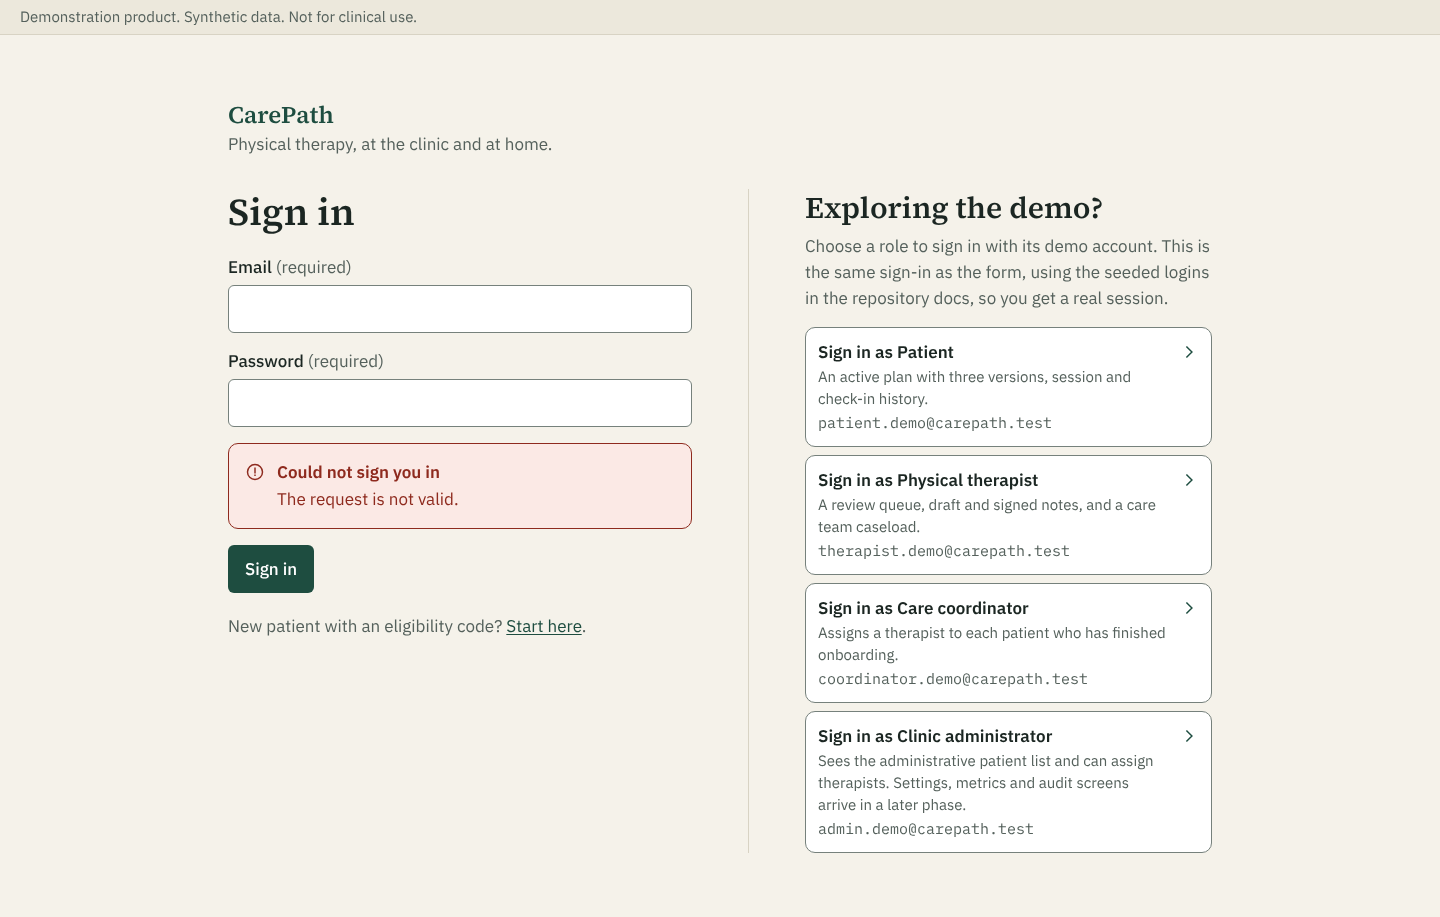 Demonstration product. Synthetic data. Not for clinical use.
CarePath
Physical therapy, at the clinic and at home.
Sign in
Email (required)
Password (required)
Could not sign you in
The request is not valid.
Sign in
New patient with an eligibility code? Start here.
Exploring the demo?
Choose a role to sign in with its demo account. This is
the same sign-in as the form, using the seeded logins
in the repository docs, so you get a real session.
Sign in as Patient
An active plan with three versions, session and
check-in history.
patient.demo@carepath.test
Sign in as Physical therapist
A review queue, draft and signed notes, and a care
team caseload.
therapist.demo@carepath.test
Sign in as Care coordinator
Assigns a therapist to each patient who has finished
onboarding.
coordinator.demo@carepath.test
Sign in as Clinic administrator
Sees the administrative patient list and can assign
therapists. Settings, metrics and audit screens
arrive in a later phase.
admin.demo@carepath.test